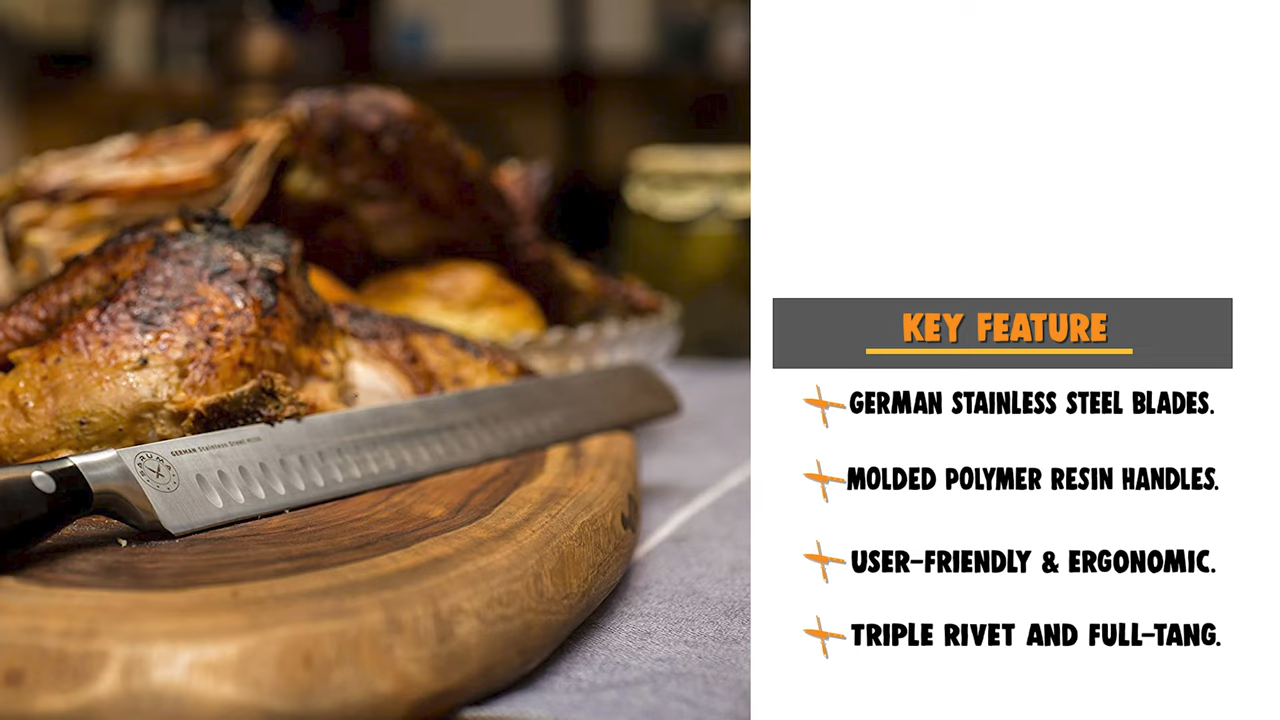 GERMAN Stainless Steel
KEY FEATURE
GERMAN STAINLESS STEEL BLADES.
MOLDED POLYMER RESIN HANDLES.
USER-FRIENDLY & ERGONOMIC.
TRIPLE RIVET AND FULL-TANG.